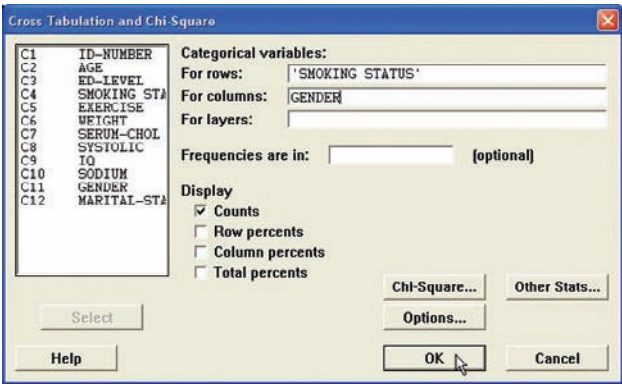 Cross Tabulation and Chi-Square
C1 ID-NUMBER
C2 AGE
C3 ED-LEVEL
C4 SMOKING STA
C5 EXERCISE
C6 WEIGHT
C7 SERUM-CHOL
C8 SYSTOLIC
C9 IQ
C10 SODIUM
C11 GENDER
C12 MARITAL-STA
Categorical variables:
For rows: 'SMOKING STATUS'
For columns: GENDER
For layers:
Frequencies are in: (optional)
Display
Counts
Row percents
Column percents
Total percents
Chi-Square... Other Stats...
Select Options...
Help OK Cancel